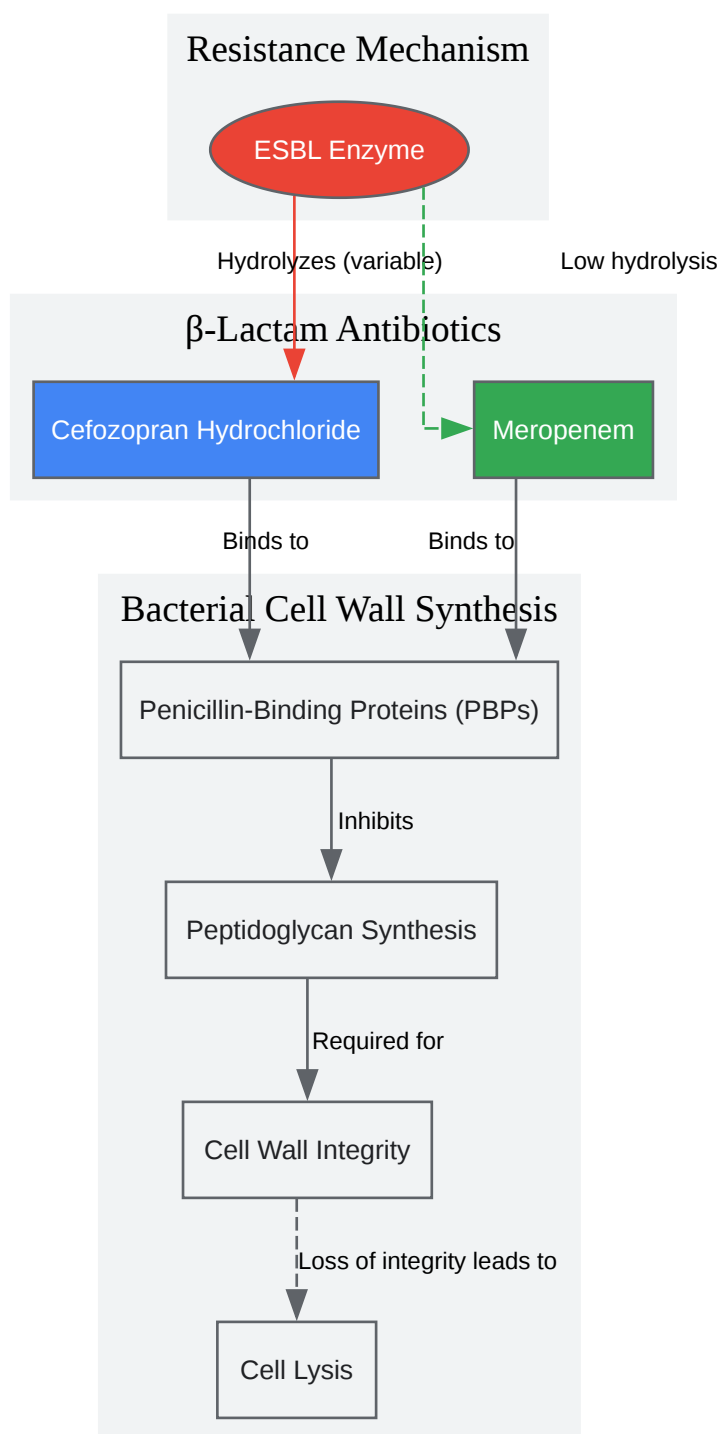 Resistance Mechanism
ESBL Enzyme
Hydrolyzes (variable)
Low hydrolysis
β-Lactam Antibiotics
Cefozopran Hydrochloride
Meropenem
Binds to
Binds to
Bacterial Cell Wall Synthesis
Penicillin-Binding Proteins (PBPs)
Inhibits
Peptidoglycan Synthesis
Required for
Cell Wall Integrity
Loss of integrity leads to
Cell Lysis